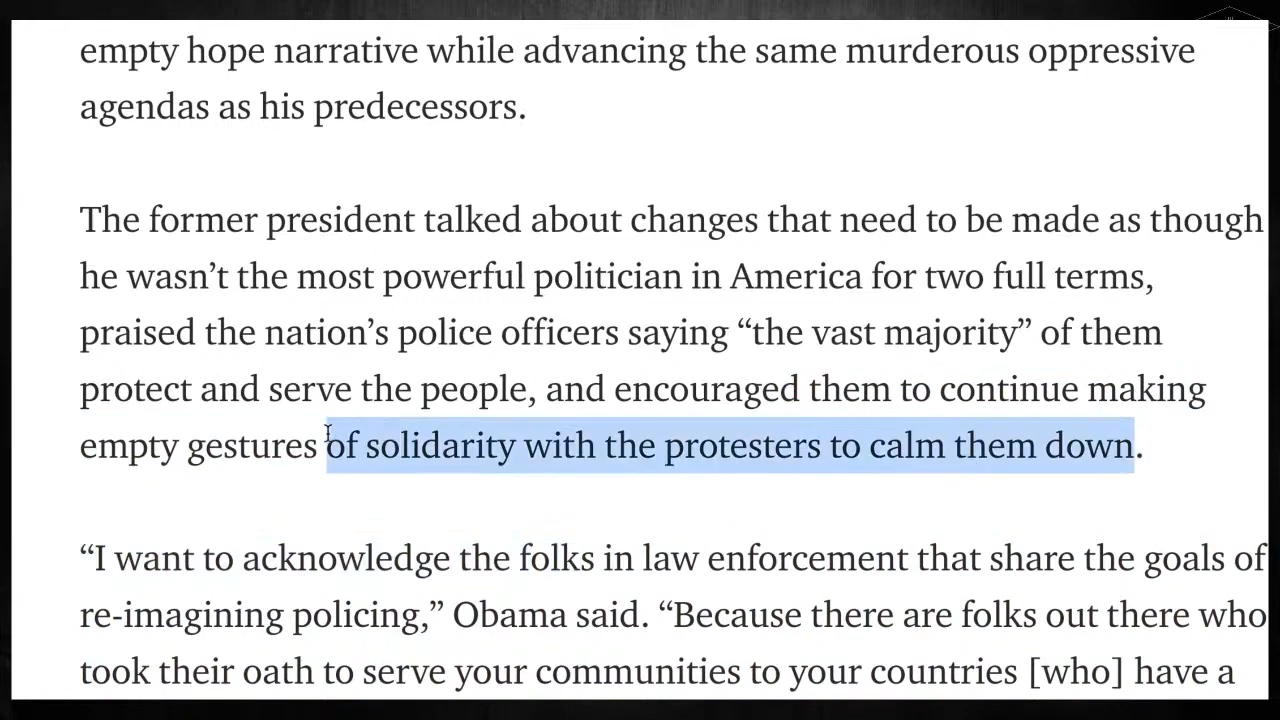 empty hope narrative while advancing the same murderous oppressive
agendas as his predecessors.
The former president talked about changes that need to be made as though
he wasn’t the most powerful politician in America for two full terms,
praised the nation’s police officers saying “the vast majority” of them
protect and serve the people, and encouraged them to continue making
empty gestures of solidarity with the protesters to calm them down.
“I want to acknowledge the folks in law enforcement that share the goals of
re-imagining policing,” Obama said. “Because there are folks out there who
took their oath to serve your communities to your countries [who] have a